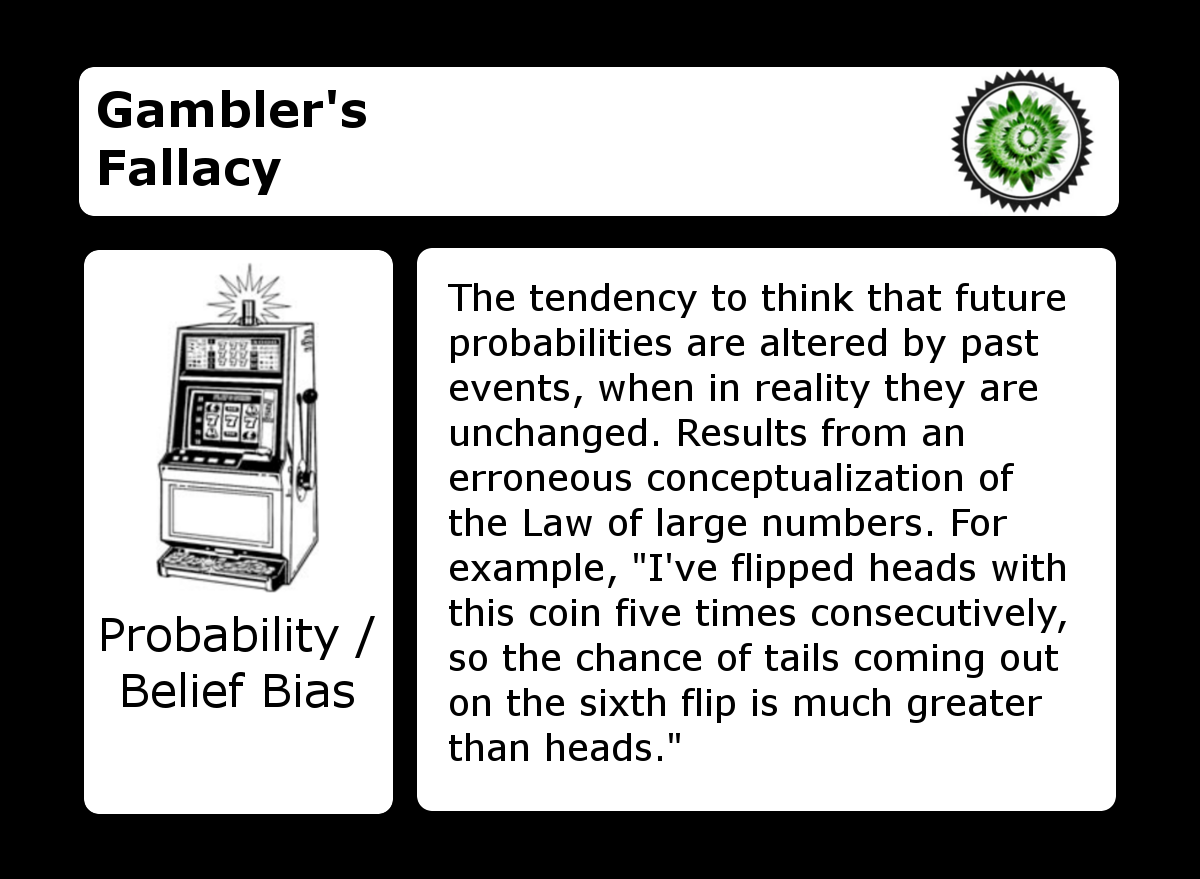 Gambler's
Fallacy
Probability /
Belief Bias
The tendency to think that future
probabilities are altered by past
events, when in reality they are
unchanged. Results from an
erroneous conceptualization of
the Law of large numbers. For
example, "I've flipped heads with
this coin five times consecutively,
so the chance of tails coming out
on the sixth flip is much greater
than heads."